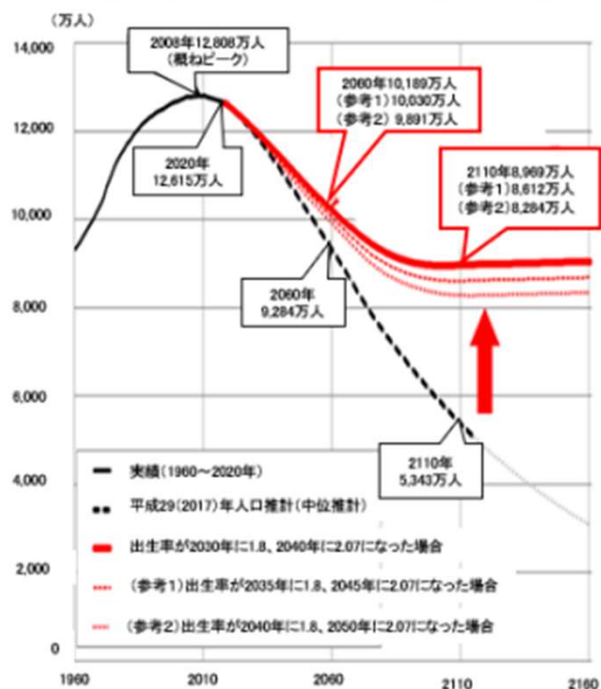 (万人)
14,000
12,000
10,000
8,000
6,000
4,000
2,000
0
2008年12,808万人
(概ねピーク)
2020年
12,615万人
2060年10,189万人
(参考1)10,030万人
(参考2) 9,891万人
2110年8,969万人
(参考1)8,612万人
(参考2)8,284万人
2060年
9,284万人
2110年
5,343万人
実績(1960～2020年)
平成29(2017)年人口推計(中位推計)
出生率が2030年に1.8、2040年に2.07になった場合
(参考1)出生率が2035年に1.8、2045年に2.07になった場合
(参考2)出生率が2040年に1.8、2050年に2.07になった場合
1960
2010
2060
2110
2160